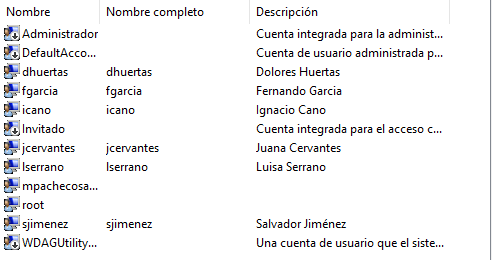 Nombre Nombre completo Descripción
Administrador Cuenta integrada para la administ...
DefaultAcco... Cuenta de usuario administrada p...
dhuertas dhuertas Dolores Huertas
fgarcia fgarcia Fernando Garcia
icano icano Ignacio Cano
Invitado Cuenta integrada para el acceso c...
jcervantes jcervantes Juana Cervantes
lserrano lserrano Luisa Serrano
mpachecosa...
root
sjimenez sjimenez Salvador Jiménez
WDAGUtility... Una cuenta de usuario que el siste...